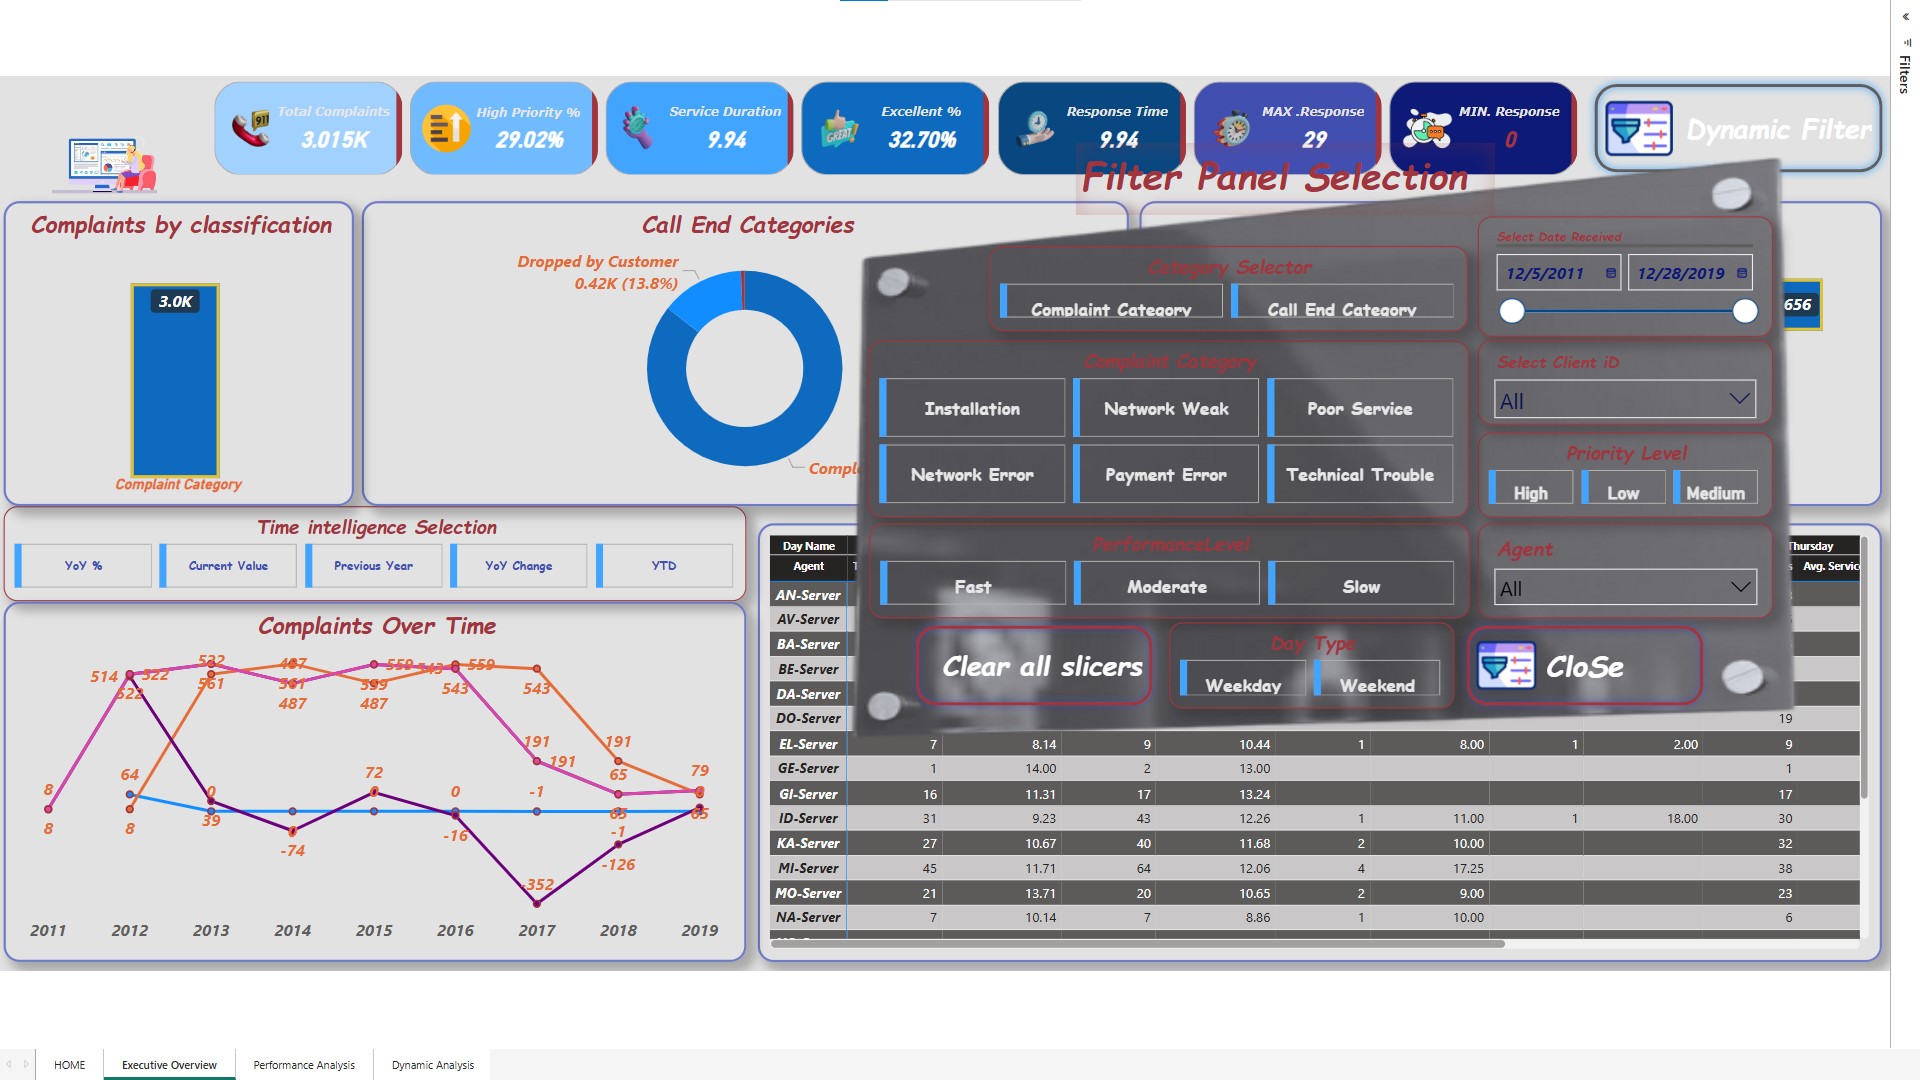 Filters
Total Complaints
3.015K
High Priority %
29.02%
Service Duration
9.94
Excellent %
32.70%
Response Time
9.94
MAX .Response
29
MIN. Response
0
Dynamic Filter
Filter Panel Selection
Complaints by classification
3.0K
Complaint Category
Call End Categories
Dropped by Customer
0.42K (13.8%)
Compl
656
Category Selector
Complaint Category
Call End Category
Select Date Received
12/5/2011
12/28/2019
Complaint Category
Installation
Network Weak
Poor Service
Network Error
Payment Error
Technical Trouble
Select Client iD
All
Priority Level
High
Low
Medium
PerformanceLevel
Fast
Moderate
Slow
Agent
All
Clear all slicers
Day Type
Weekday
Weekend
CloSe
Time intelligence Selection
YoY %
Current Value
Previous Year
YoY Change
YTD
Complaints Over Time
514 522 522 487 559 543 559
622 561 561 599 543 543
487 487
191 191
191
64 72 65 79
8 0 0 0 -1 0
8 8 39 0 -16 65 65
-74 -1
-126
-352
2011 2012 2013 2014 2015 2016 2017 2018 2019
Day Name Thursday
Agent Avg. Servic
AN-Server
AV-Server
BA-Server
BE-Server
DA-Server
DO-Server 19
EL-Server 7 8.14 9 10.44 1 8.00 1 2.00 9
GE-Server 1 14.00 2 13.00 1
GI-Server 16 11.31 17 13.24 17
ID-Server 31 9.23 43 12.26 1 11.00 1 18.00 30
KA-Server 27 10.67 40 11.68 2 10.00 32
MI-Server 45 11.71 64 12.06 4 17.25 38
MO-Server 21 13.71 20 10.65 2 9.00 23
NA-Server 7 10.14 7 8.86 1 10.00 6
HOME
Executive Overview
Performance Analysis
Dynamic Analysis